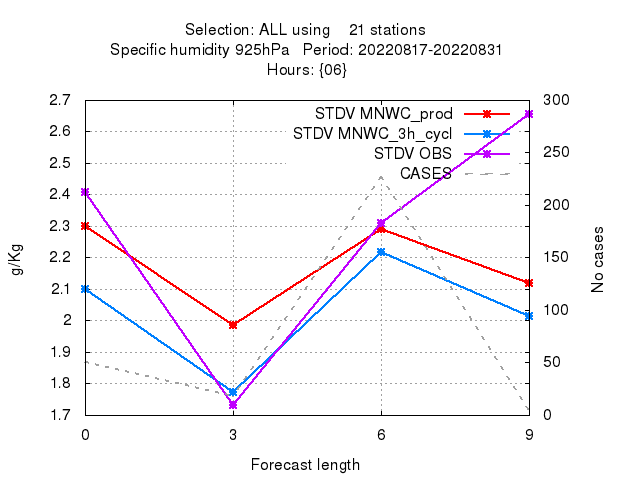 Selection: ALL using    21 stations
Specific humidity 925hPa   Period: 20220817-20220831
Hours: {06}
2.7
2.6
2.5
2.4
2.3
2.2
2.1
2
1.9
1.8
1.7
g/Kg
STDV MNWC_prod
STDV MNWC_3h_cycl
STDV OBS
CASES
300
250
200
150
100
50
0
No cases
0 3 6 9
Forecast length